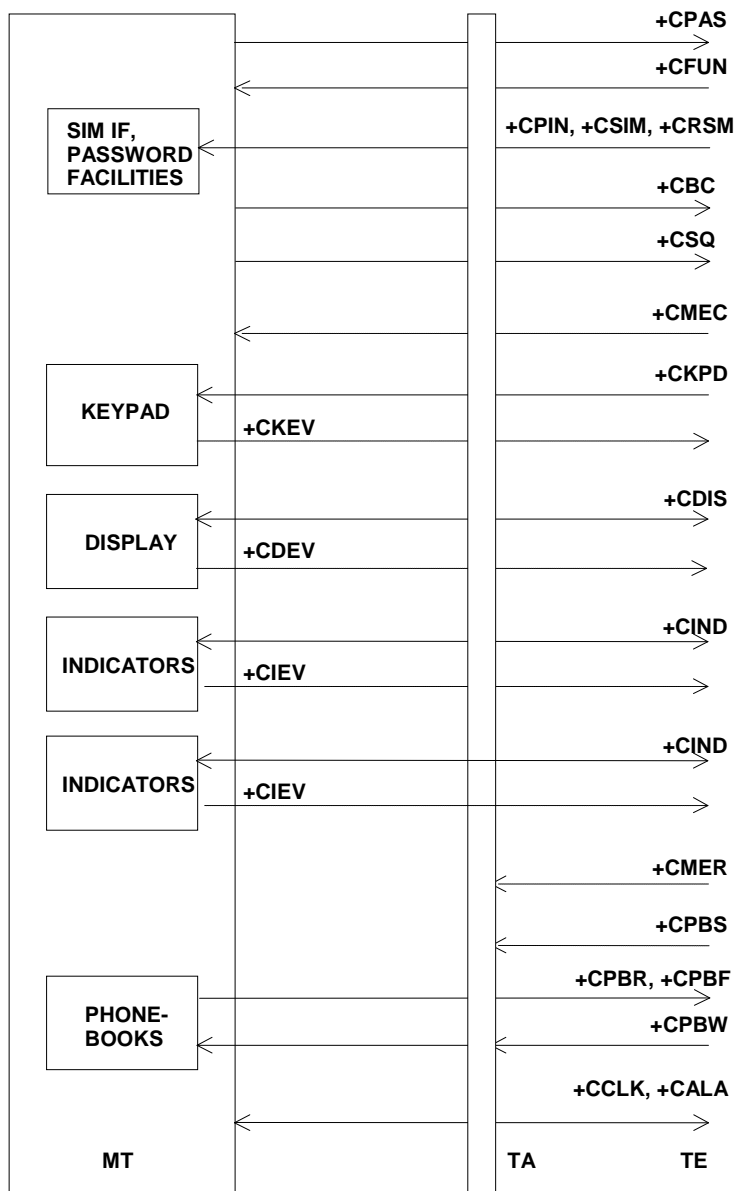 +CPAS
+CFUN
SIM IF,
PASSWORD
FACILITIES
+CPIN, +CSIM, +CRSM
+CBC
+CSQ
+CMEC
+CKPD
KEYPAD
+CKEV
+CDIS
DISPLAY
+CDEV
+CIND
INDICATORS
+CIEV
+CIND
INDICATORS
+CIEV
+CMER
+CPBS
+CPBR, +CPBF
PHONE-
BOOKS
+CPBW
+CCLK, +CALA
MT TA TE